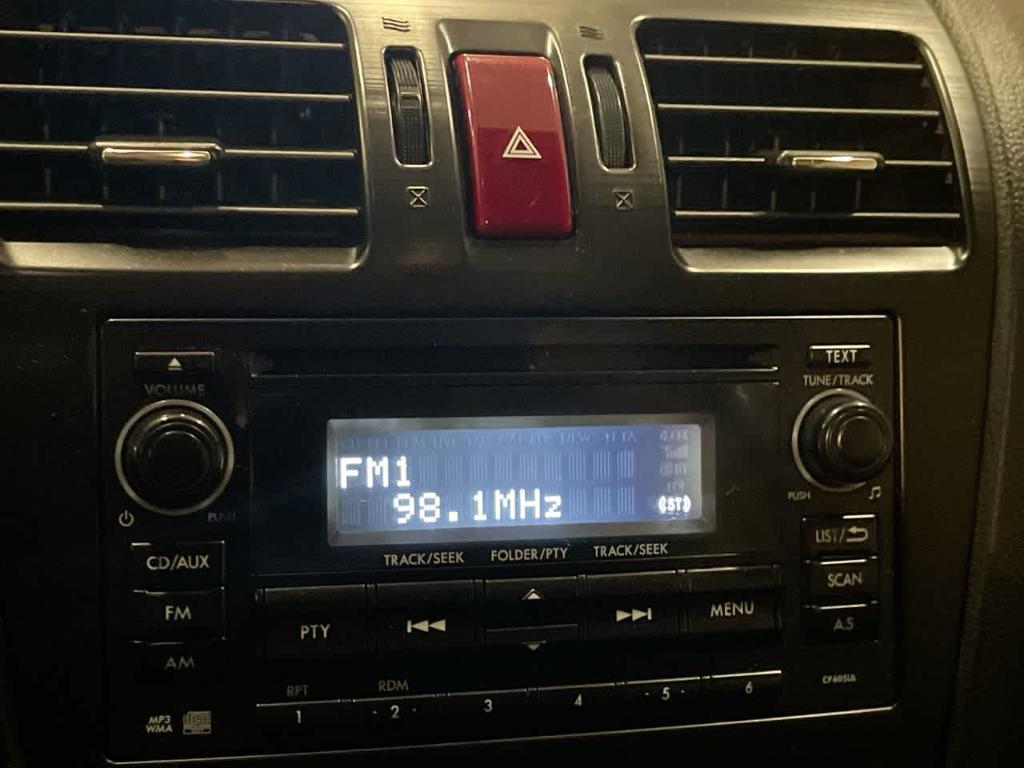 TEXT
VOLUME
TUNE/TRACK
FM1
98.1MHz
(ST)
PUSH
PUSH
LIST/
TRACK/SEEK
FOLDER/PTY
TRACK/SEEK
CD/AUX
SCAN
FM
PTY
MENU
A.S
AM
RPT
RDM
1
2
3
4
5
6
CF605UL
MP3
WMA